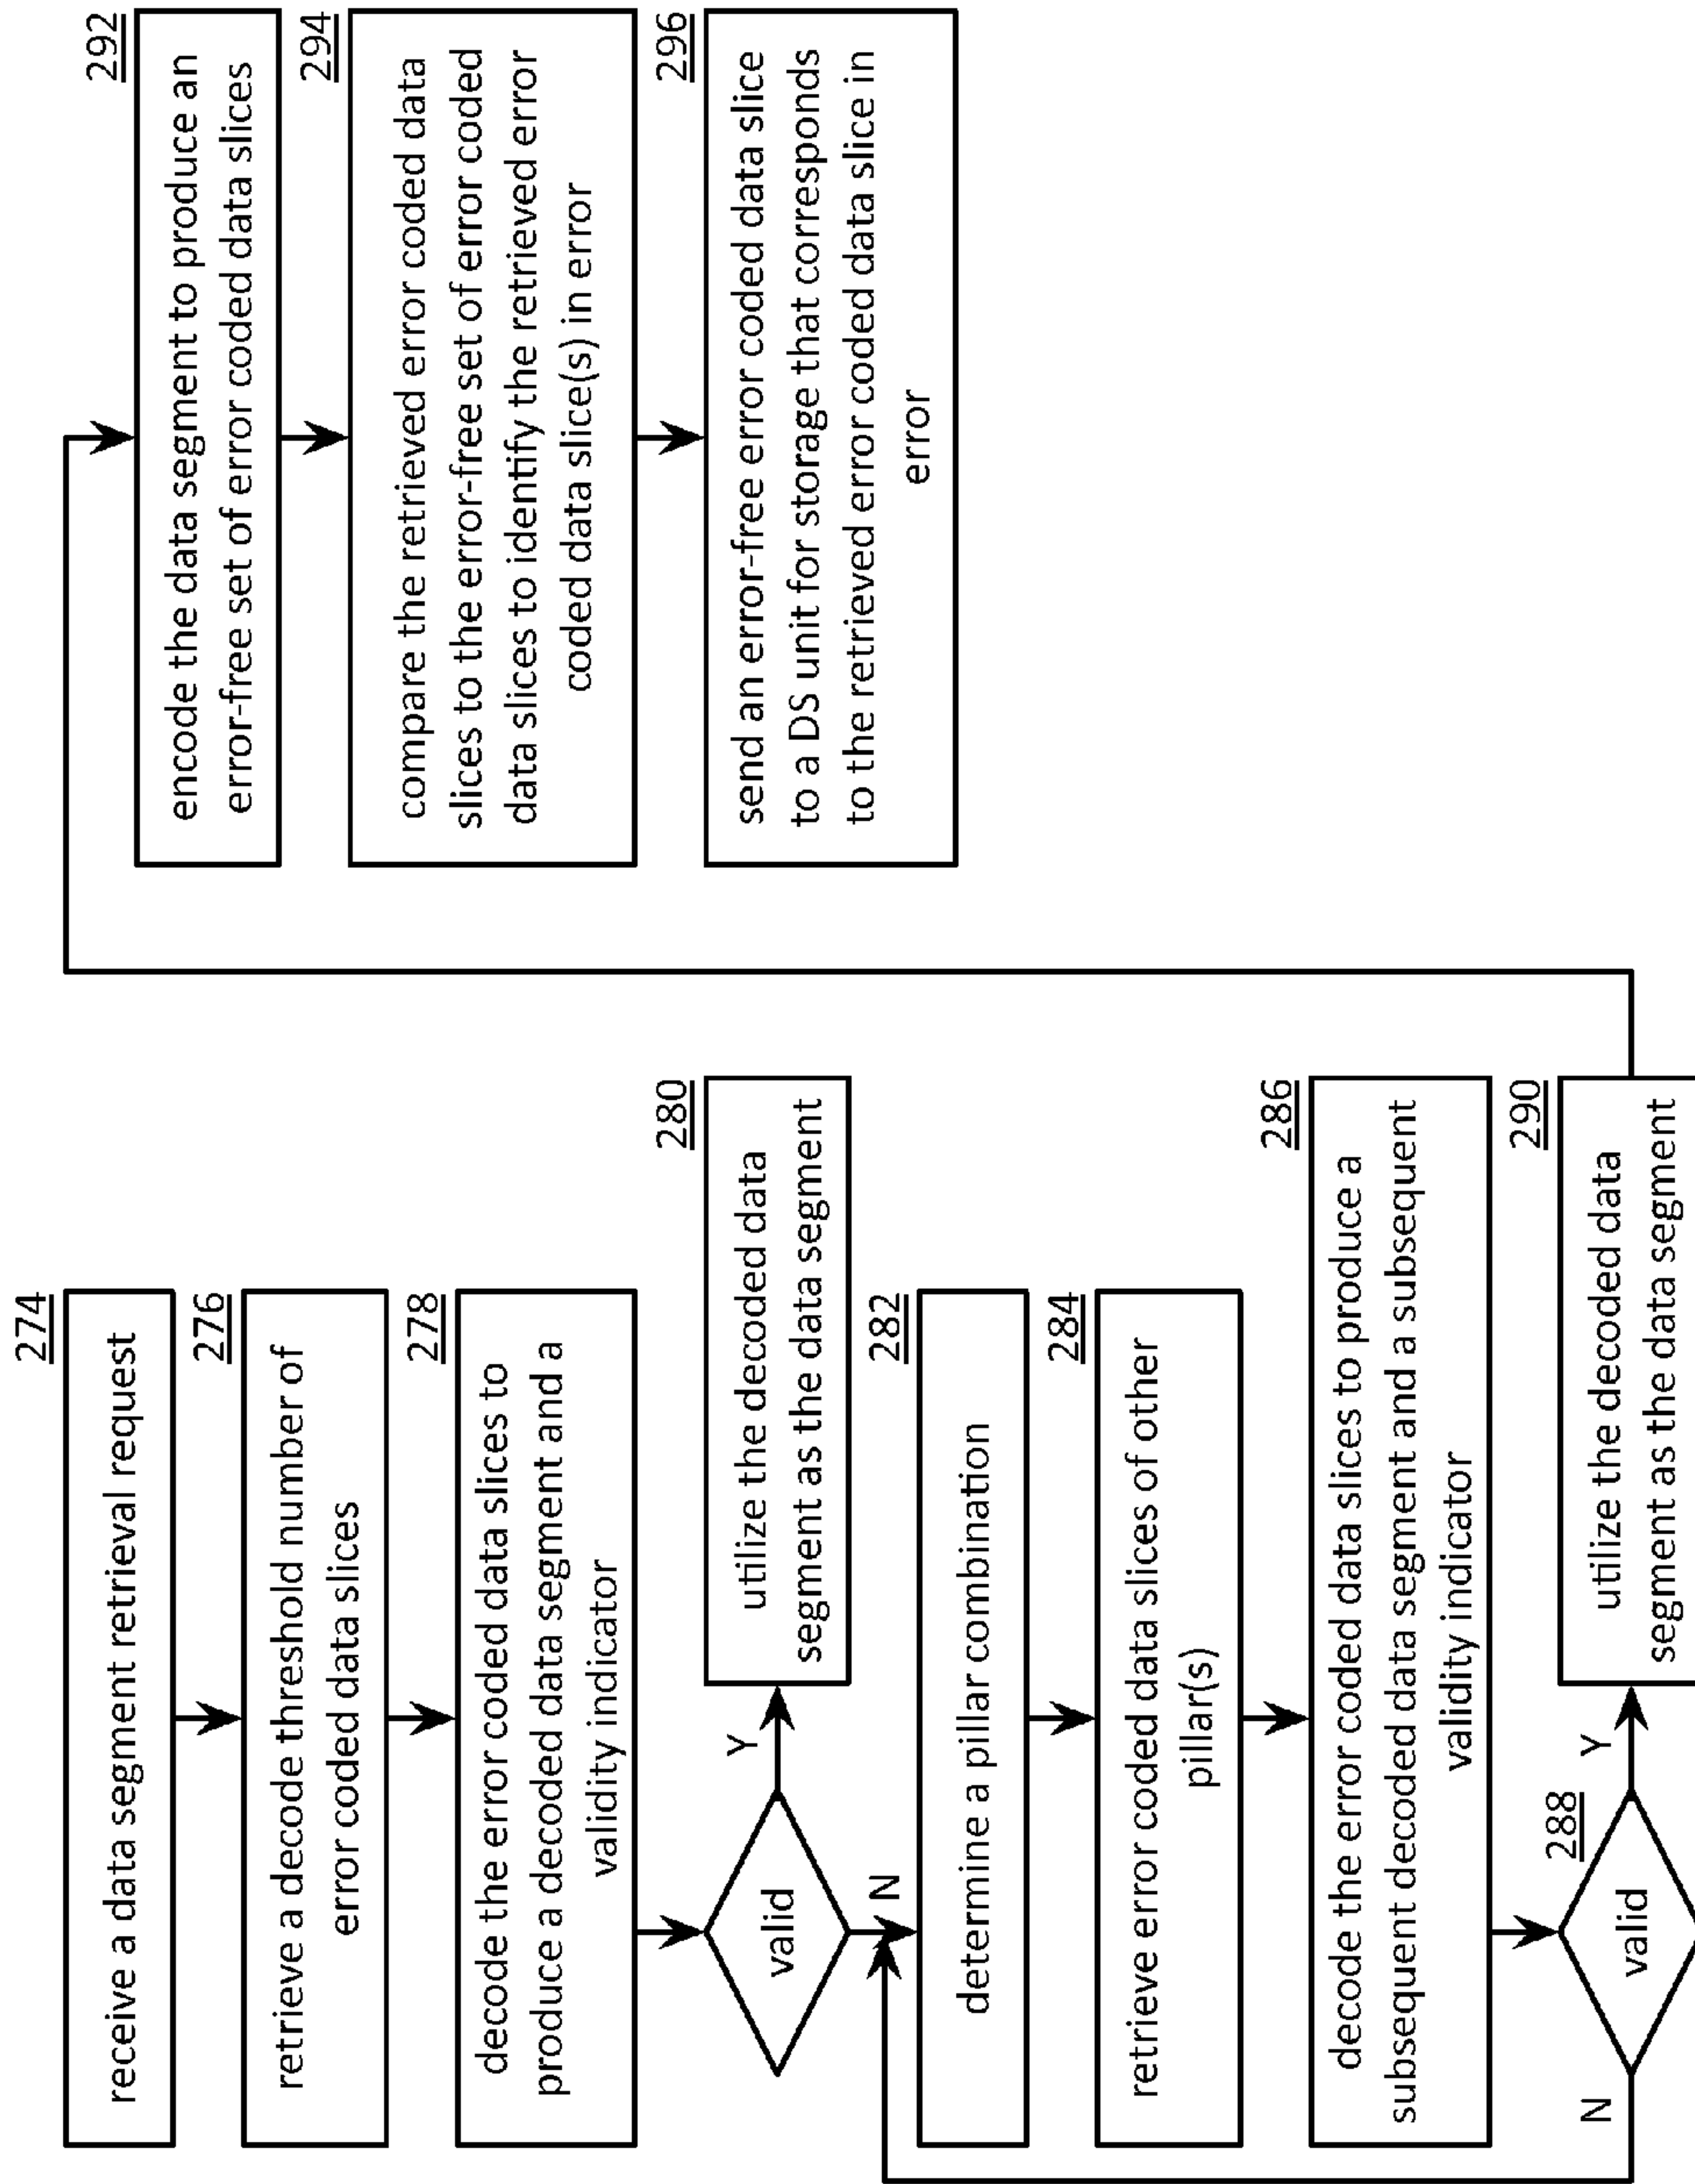 274
receive a data segment retrieval request
276
retrieve a decode threshold number of
error coded data slices
278
decode the error coded data slices to
produce a decoded data segment and a
validity indicator
valid
Y
N
280
utilize the decoded data
segment as the data segment
282
determine a pillar combination
284
retrieve error coded data slices of other
pillar(s)
286
decode the error coded data slices to produce a
subsequent decoded data segment and a subsequent
validity indicator
288
valid
N
Y
290
utilize the decoded data
segment as the data segment
292
encode the data segment to produce an
error-free set of error coded data slices
294
compare the retrieved error coded data
slices to the error-free set of error coded
data slices to identify the retrieved error
coded data slice(s) in error
296
send an error-free error coded data slice
to a DS unit for storage that corresponds
to the retrieved error coded data slice in
error